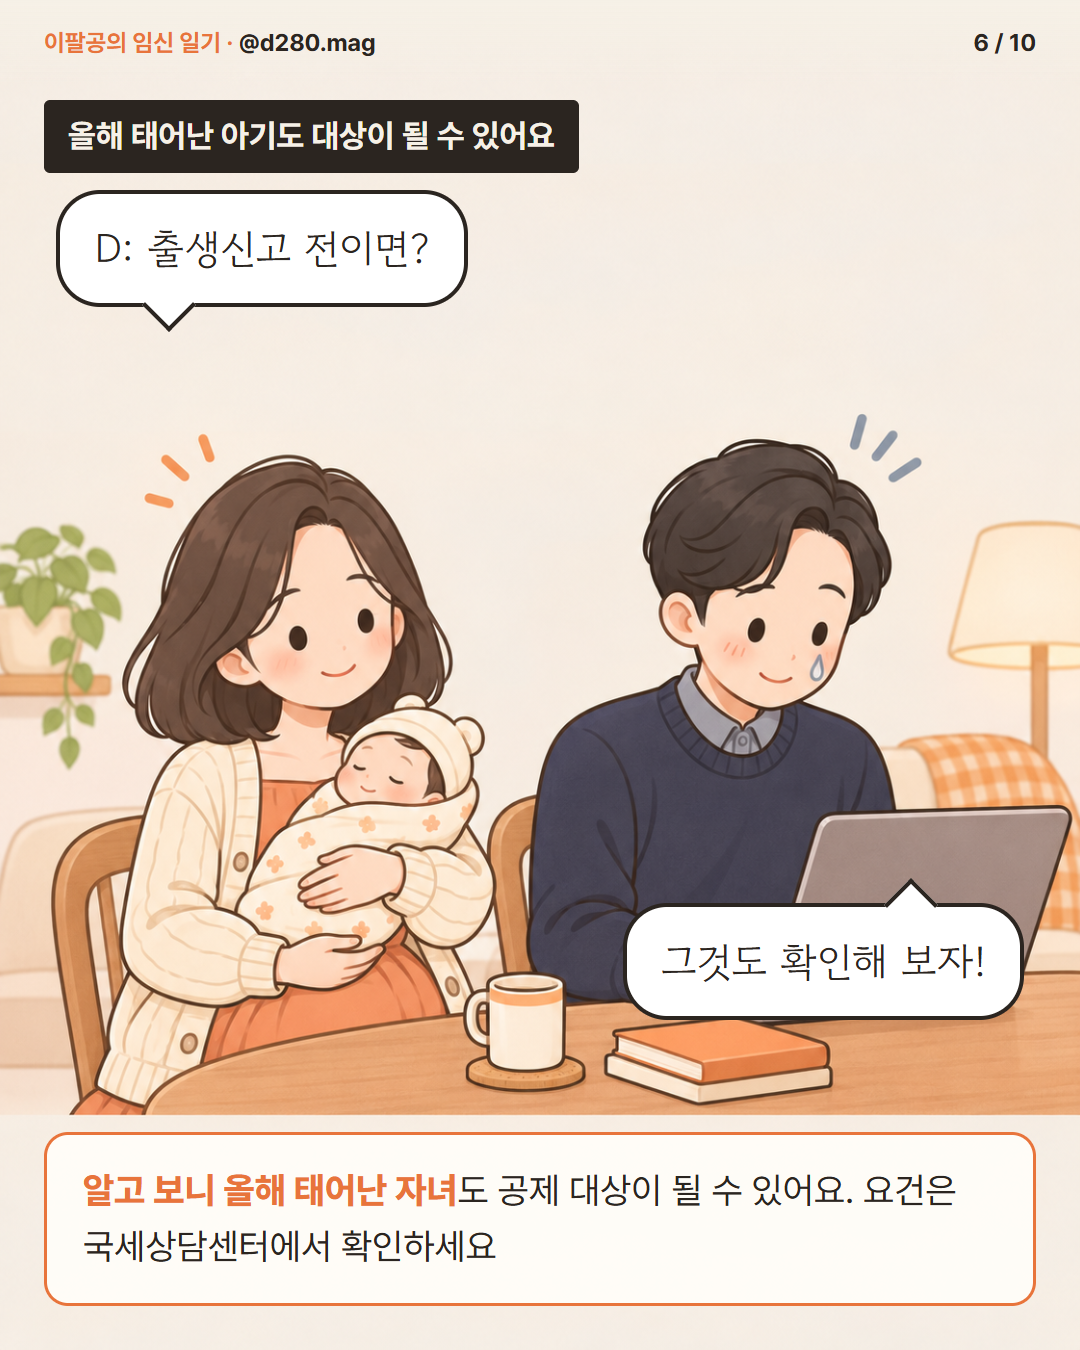 이팔공의 임신 일기 · @d280.mag
6 / 10
올해 태어난 아기도 대상이 될 수 있어요
D: 출생신고 전이면?
그것도 확인해 보자!
알고 보니 올해 태어난 자녀도 공제 대상이 될 수 있어요. 요건은
국세상담센터에서 확인하세요